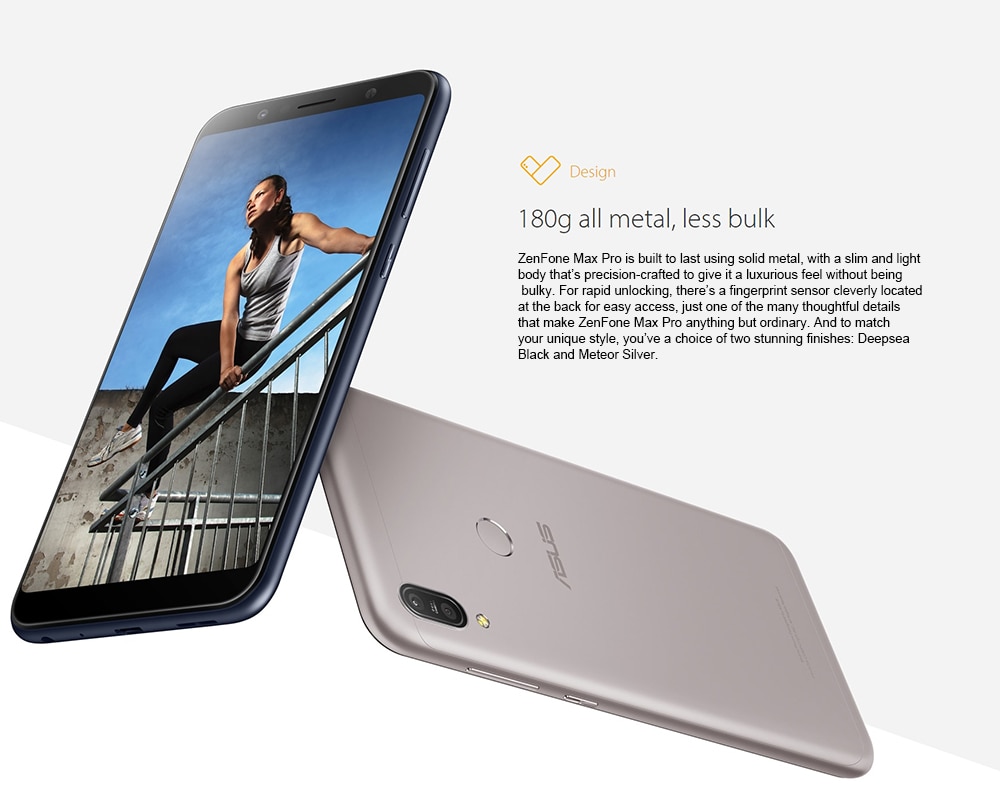 Design
180g all metal, less bulk
ZenFone Max Pro is built to last using solid metal, with a slim and light
body that's precision-crafted to give it a luxurious feel without being
bulky. For rapid unlocking, there's a fingerprint sensor cleverly located
at the back for easy access, just one of the many thoughtful details
that make ZenFone Max Pro anything but ordinary. And to match
your unique style, you've a choice of two stunning finishes: Deepsea
Black and Meteor Silver.
ASUS